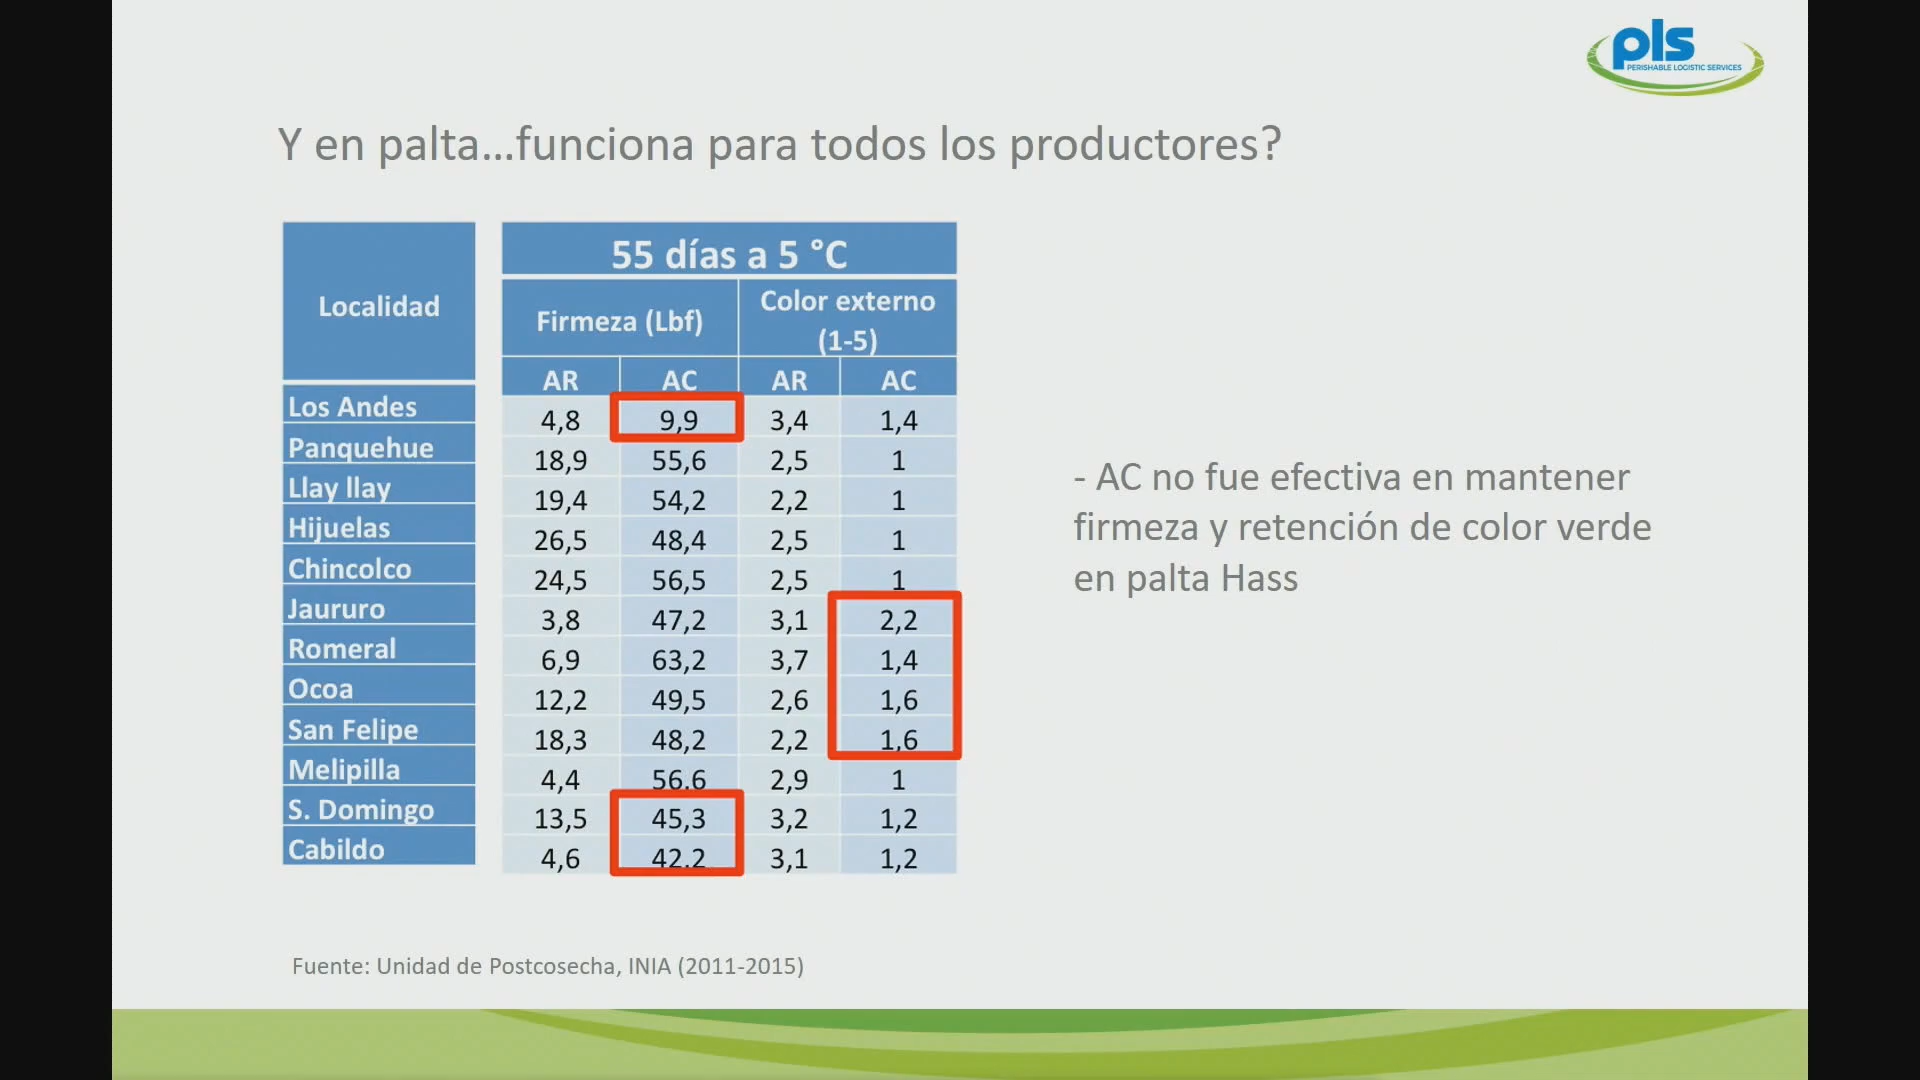 pls
PERISHABLE LOGISTIC SERVICES
Y en palta...funciona para todos los productores?
Localidad
55 días a 5 °C
Firmeza (Lbf)
Color externo
(1-5)
AR AC AR AC
Los Andes 4,8 9,9 3,4 1,4
Panquehue 18,9 55,6 2,5 1
Llay llay 19,4 54,2 2,2 1
Hijuelas 26,5 48,4 2,5 1
Chincolco 24,5 56,5 2,5 1
Jaururo 3,8 47,2 3,1 2,2
Romeral 6,9 63,2 3,7 1,4
Ocoa 12,2 49,5 2,6 1,6
San Felipe 18,3 48,2 2,2 1,6
Melipilla 4,4 56,6 2,9 1
S. Domingo 13,5 45,3 3,2 1,2
Cabildo 4,6 42,2 3,1 1,2
- AC no fue efectiva en mantener
firmeza y retención de color verde
en palta Hass
Fuente: Unidad de Postcosecha, INIA (2011-2015)